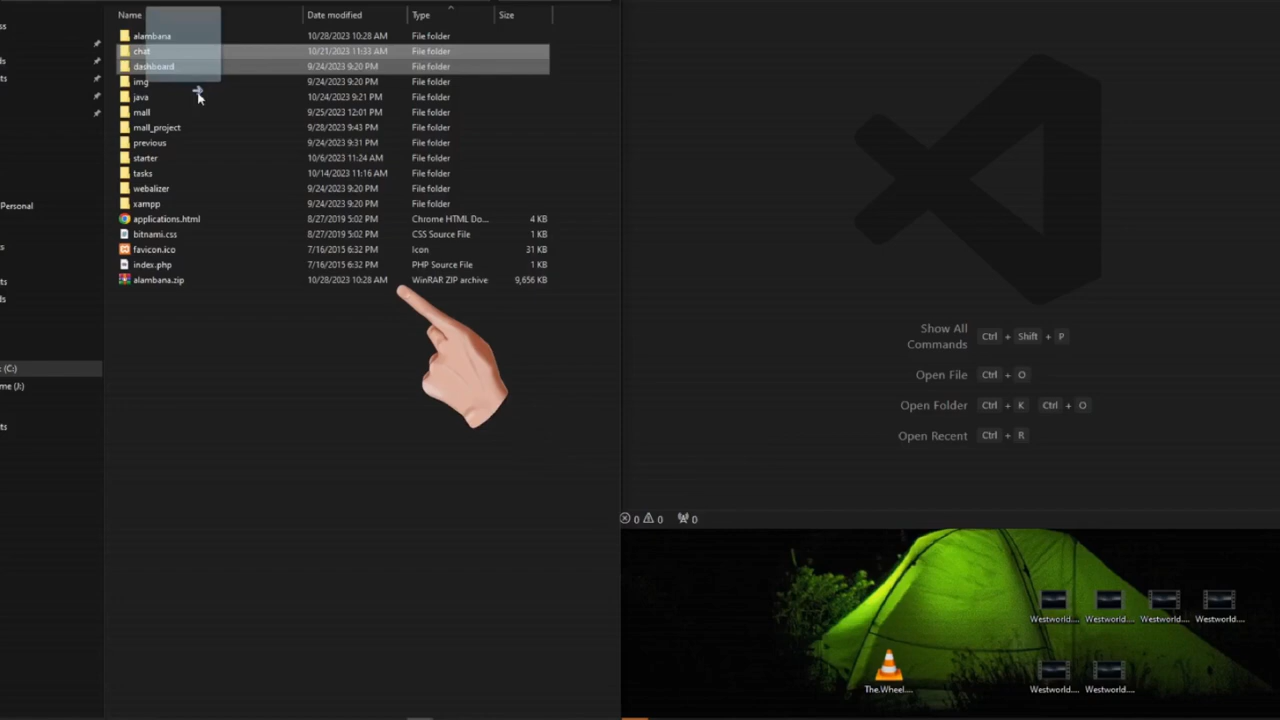 Name Date modified Type Size
alambana 10/28/2023 10:28 AM File folder
chat 10/21/2023 11:33 AM File folder
dashboard 9/24/2023 9:20 PM File folder
img 9/24/2023 9:20 PM File folder
java 10/24/2023 9:21 PM File folder
mall 9/25/2023 12:01 PM File folder
mall_project 9/28/2023 9:43 PM File folder
previous 9/24/2023 9:31 PM File folder
starter 10/6/2023 11:24 AM File folder
tasks 10/14/2023 11:16 AM File folder
webalizer 9/24/2023 9:20 PM File folder
xampp 9/24/2023 9:20 PM File folder
applications.html 8/27/2019 5:02 PM Chrome HTML Do... 4 KB
bitnami.css 8/27/2019 5:02 PM CSS Source File 1 KB
favicon.ico 7/16/2015 6:32 PM Icon 31 KB
index.php 7/16/2015 6:32 PM PHP Source File 1 KB
alambana.zip 10/28/2023 10:28 AM WinRAR ZIP archive 9,656 KB
Personal
(C:)
me (J:)
Show All
Commands Ctrl + Shift + P
Open File Ctrl + O
Open Folder Ctrl + K Ctrl + O
Open Recent Ctrl + R
0 0 0
Westworld.... Westworld.... Westworld.... Westworld....
The.Wheel.... Westworld.... Westworld....